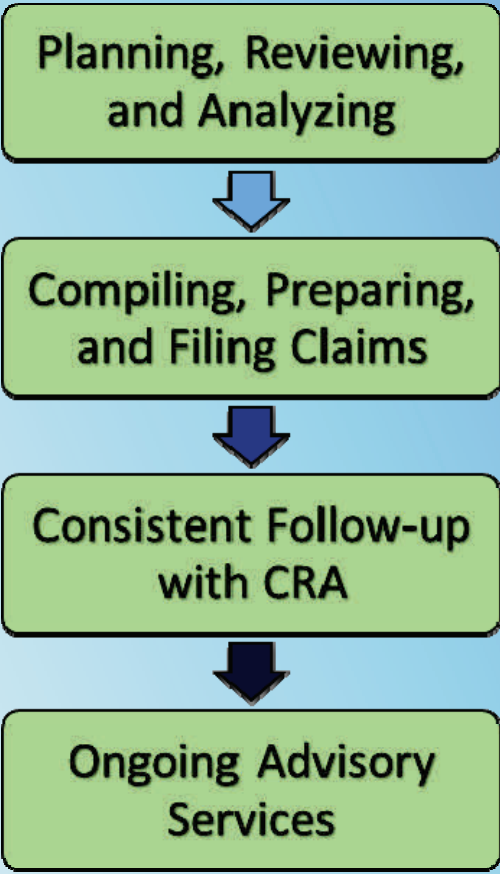 Planning, Reviewing,
and Analyzing
Compiling, Preparing,
and Filing Claims
Consistent Follow-up
with CRA
Ongoing Advisory
Services